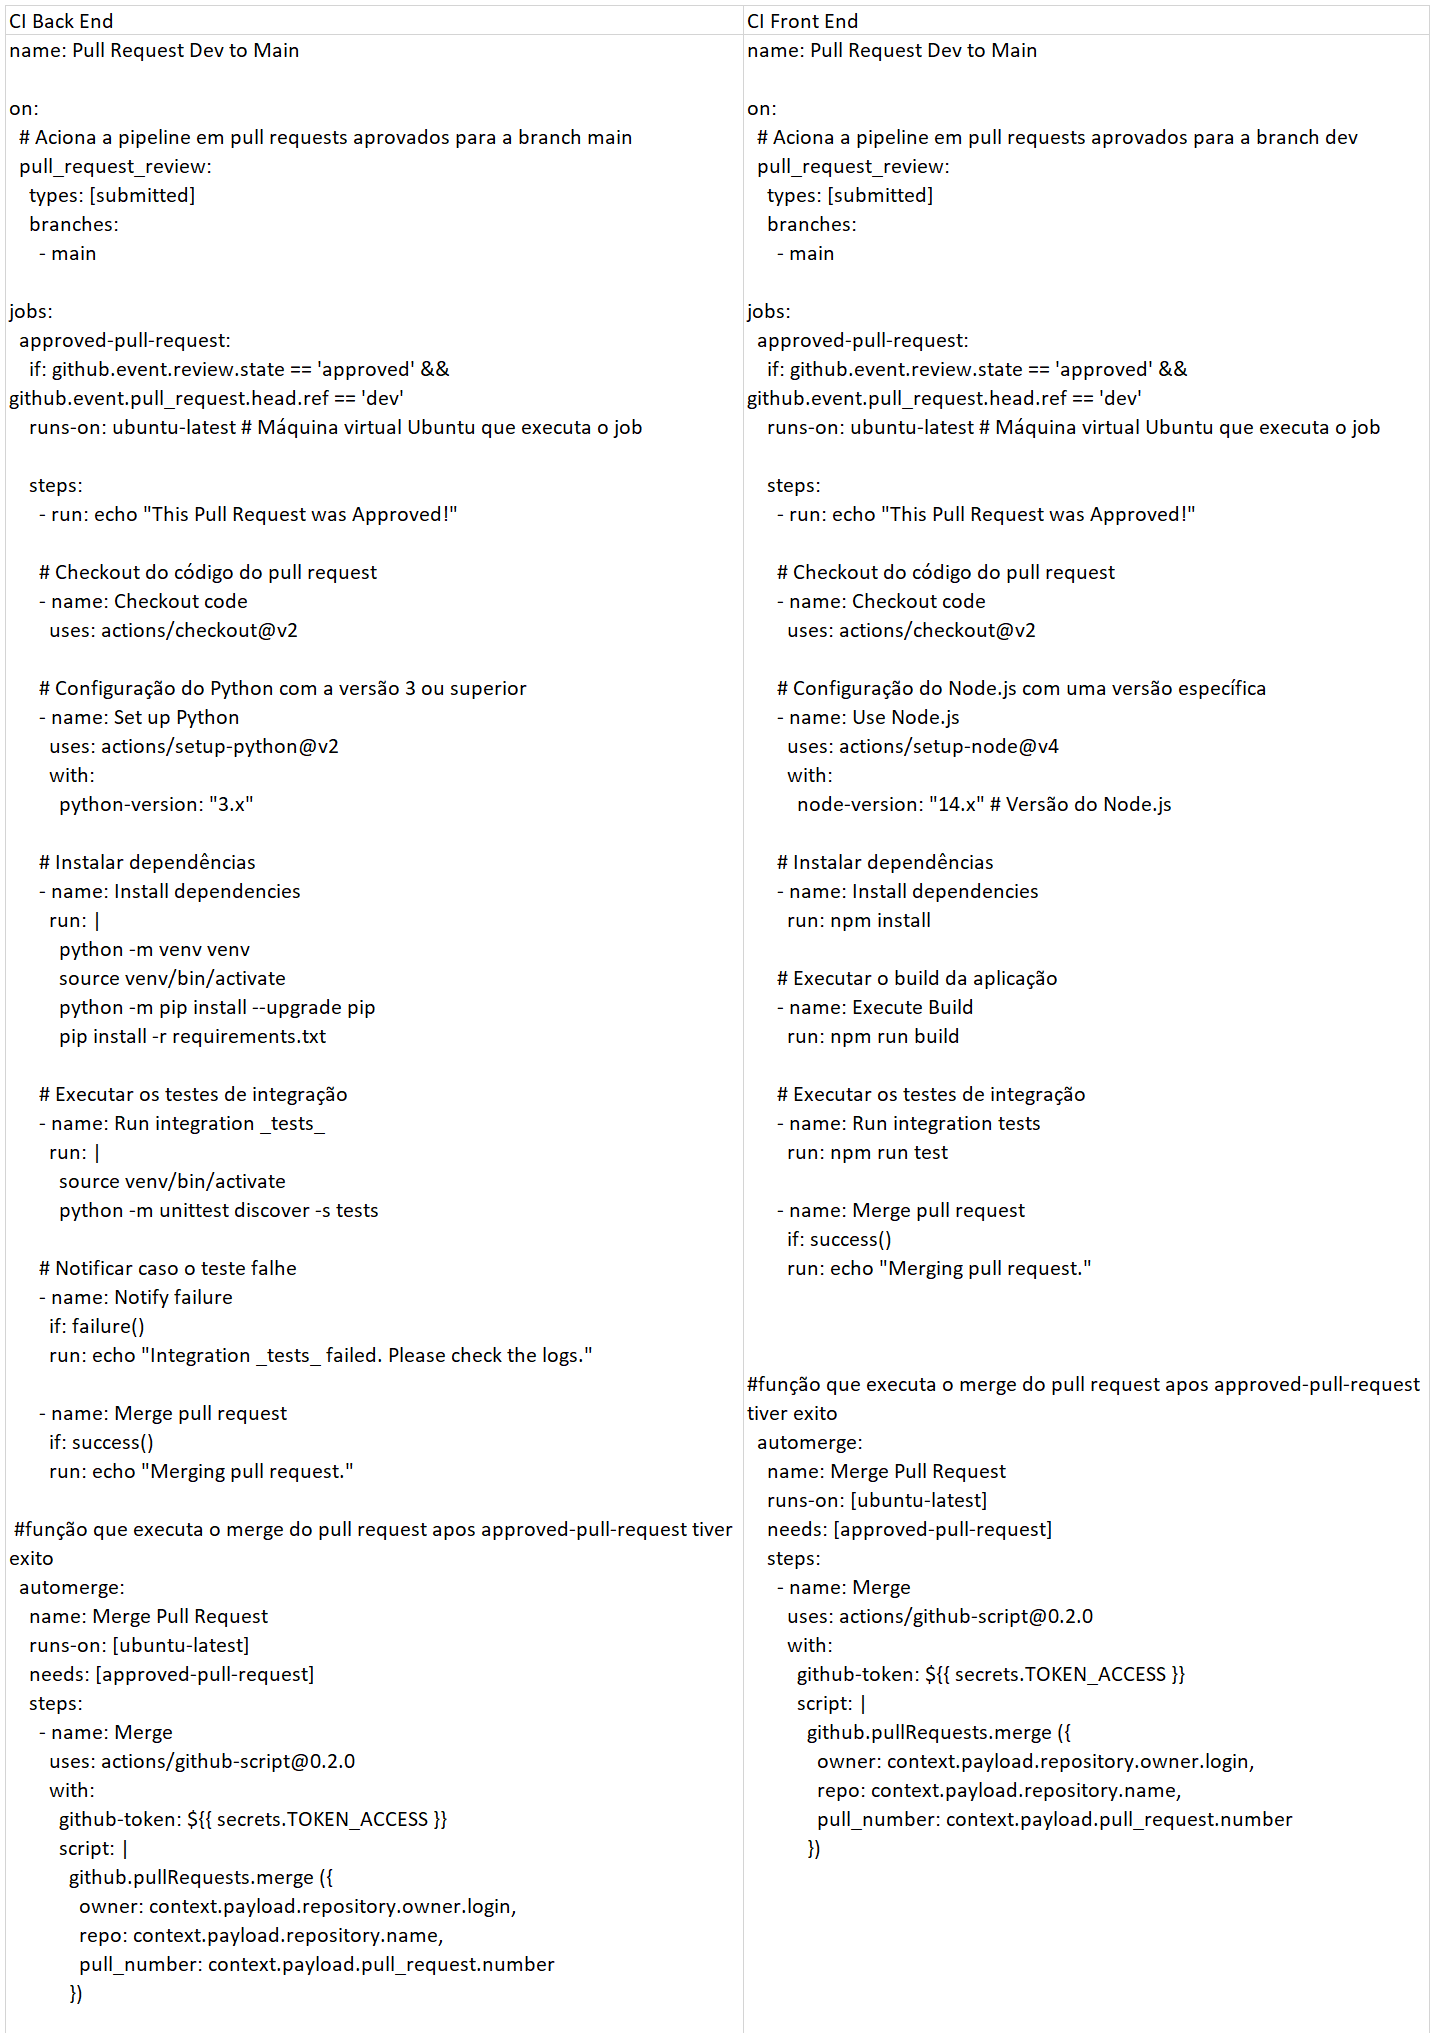 CI Back End
name: Pull Request Dev to Main

on:
  # Aciona a pipeline em pull requests aprovados para a branch main
  pull_request_review:
    types: [submitted]
    branches:
      - main

jobs:
  approved-pull-request:
    if: github.event.review.state == 'approved' &&
github.event.pull_request.head.ref == 'dev'
    runs-on: ubuntu-latest # Máquina virtual Ubuntu que executa o job

    steps:
      - run: echo "This Pull Request was Approved!"

      # Checkout do código do pull request
      - name: Checkout code
        uses: actions/checkout@v2

      # Configuração do Python com a versão 3 ou superior
      - name: Set up Python
        uses: actions/setup-python@v2
        with:
          python-version: "3.x"

      # Instalar dependências
      - name: Install dependencies
        run: |
          python -m venv venv
          source venv/bin/activate
          python -m pip install --upgrade pip
          pip install -r requirements.txt

      # Executar os testes de integração
      - name: Run integration _tests_
        run: |
          source venv/bin/activate
          python -m unittest discover -s tests

      # Notificar caso o teste falhe
      - name: Notify failure
        if: failure()
        run: echo "Integration _tests_ failed. Please check the logs."

      - name: Merge pull request
        if: success()
        run: echo "Merging pull request."

 #função que executa o merge do pull request apos approved-pull-request tiver
exito
  automerge:
    name: Merge Pull Request
    runs-on: [ubuntu-latest]
    needs: [approved-pull-request]
    steps:
      - name: Merge
        uses: actions/github-script@0.2.0
        with:
          github-token: ${{ secrets.TOKEN_ACCESS }}
          script: |
            github.pullRequests.merge ({
              owner: context.payload.repository.owner.login,
              repo: context.payload.repository.name,
              pull_number: context.payload.pull_request.number
            })

CI Front End
name: Pull Request Dev to Main

on:
  # Aciona a pipeline em pull requests aprovados para a branch dev
  pull_request_review:
    types: [submitted]
    branches:
      - main

jobs:
  approved-pull-request:
    if: github.event.review.state == 'approved' &&
github.event.pull_request.head.ref == 'dev'
    runs-on: ubuntu-latest # Máquina virtual Ubuntu que executa o job

    steps:
      - run: echo "This Pull Request was Approved!"

      # Checkout do código do pull request
      - name: Checkout code
        uses: actions/checkout@v2

      # Configuração do Node.js com uma versão específica
      - name: Use Node.js
        uses: actions/setup-node@v4
        with:
          node-version: "14.x" # Versão do Node.js

      # Instalar dependências
      - name: Install dependencies
        run: npm install

      # Executar o build da aplicação
      - name: Execute Build
        run: npm run build

      # Executar os testes de integração
      - name: Run integration tests
        run: npm run test

      - name: Merge pull request
        if: success()
        run: echo "Merging pull request."

#função que executa o merge do pull request apos approved-pull-request
tiver exito
  automerge:
    name: Merge Pull Request
    runs-on: [ubuntu-latest]
    needs: [approved-pull-request]
    steps:
      - name: Merge
        uses: actions/github-script@0.2.0
        with:
          github-token: ${{ secrets.TOKEN_ACCESS }}
          script: |
            github.pullRequests.merge ({
              owner: context.payload.repository.owner.login,
              repo: context.payload.repository.name,
              pull_number: context.payload.pull_request.number
            })